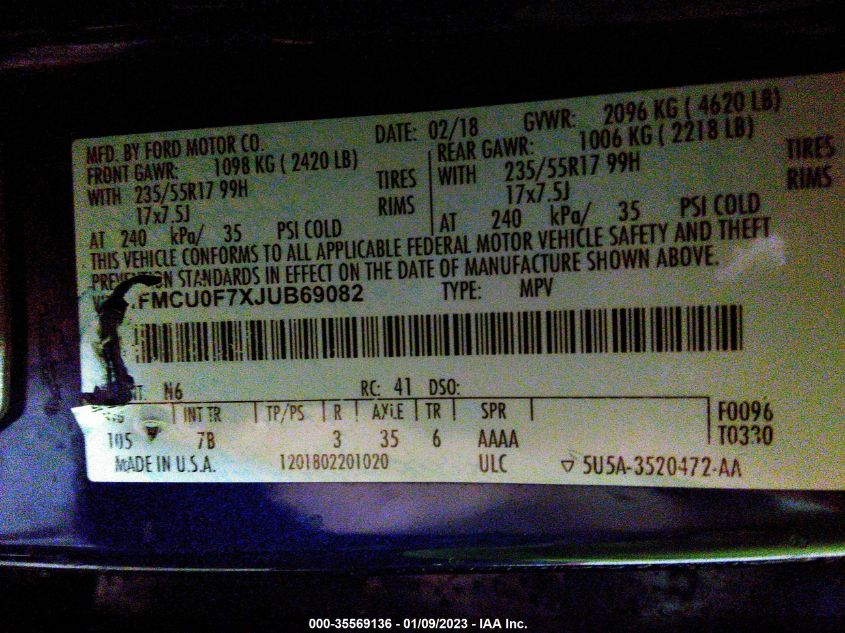 MFD. BY FORD MOTOR CO. DATE: 02/18 GVWR: 2096 KG ( 4620 LB)
FRONT GAWR: 1098 KG ( 2420 LB) REAR GAWR: 1006 KG ( 2218 LB)
WITH 235/55R17 99H TIRES WITH 235/55R17 99H TIRES
17x7.5J RIMS 17x7.5J RIMS
AT 240 kPa/ 35 PSI COLD AT 240 kPa/ 35 PSI COLD
THIS VEHICLE CONFORMS TO ALL APPLICABLE FEDERAL MOTOR VEHICLE SAFETY AND THEFT
STANDARDS IN EFFECT ON THE DATE OF MANUFACTURE SHOWN ABOVE.
FMCU0F7XJUB69082 TYPE: MPV
N6 RC: 41 DSO:
INT TR TP/PS R AXLE TR SPR F0096
105 7B 3 35 6 AAAA T0330
MADE IN U.S.A. 1201802201020 ULC 5U5A-3520472-AA
000-35569136 - 01/09/2023 - IAA Inc.